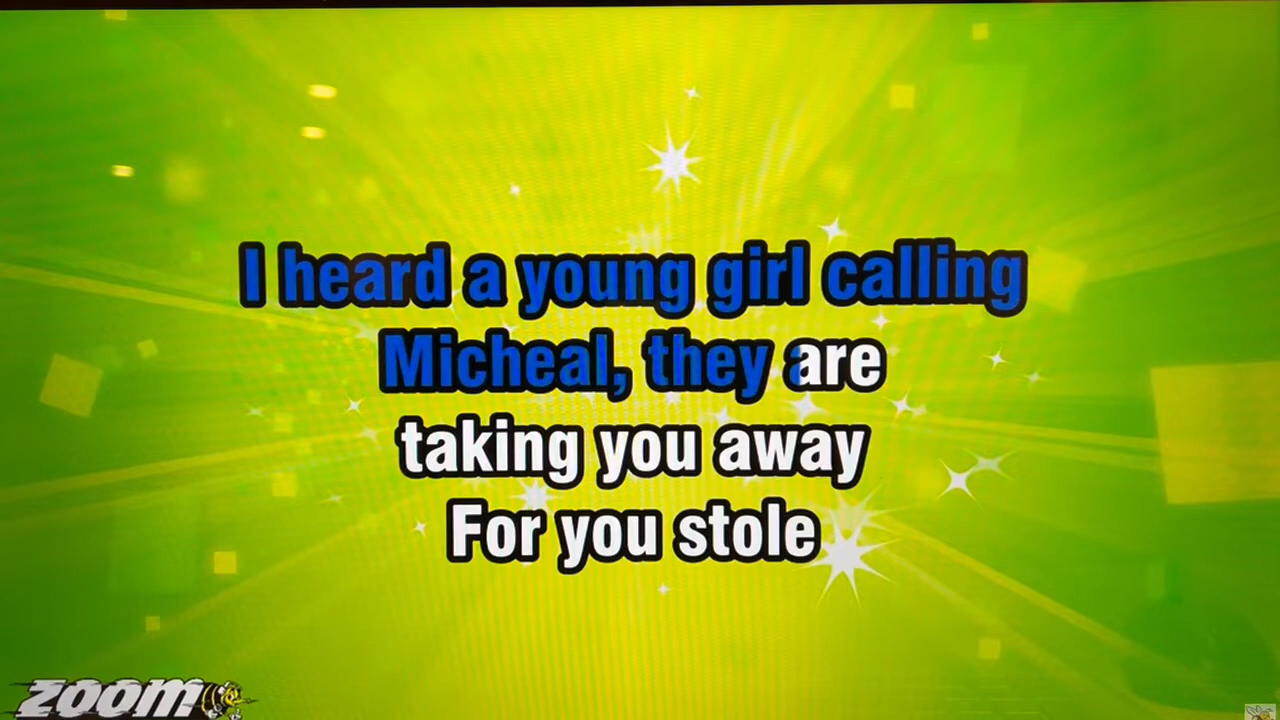 I heard a young girl calling
Micheal, they are
taking you away
For you stole
ZOOM